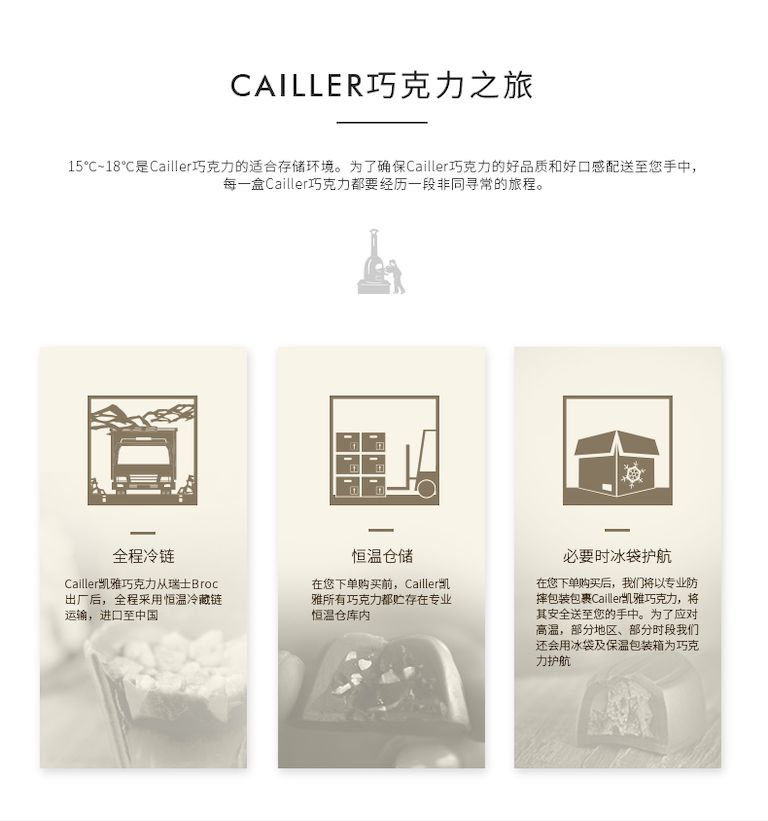 CAILLER巧克力之旅
15℃~18℃是Cailler巧克力的适合存储环境。为了确保Cailler巧克力的好品质和好口感配送至您手中，
每一盒Cailler巧克力都要经历一段非同寻常的旅程。
全程冷链
Cailler凯雅巧克力从瑞士Broc
出厂后，全程采用恒温冷藏链
运输，进口至中国
恒温仓储
在您下单购买前，Cailler凯
雅所有巧克力都贮存在专业
恒温仓库内
必要时冰袋护航
在您下单购买后，我们将以专业防
摔包装包裹Cailler凯雅巧克力，将
其安全送至您的手中。为了应对
高温，部分地区、部分时段我们
还会用冰袋及保温包装箱为巧克
力护航